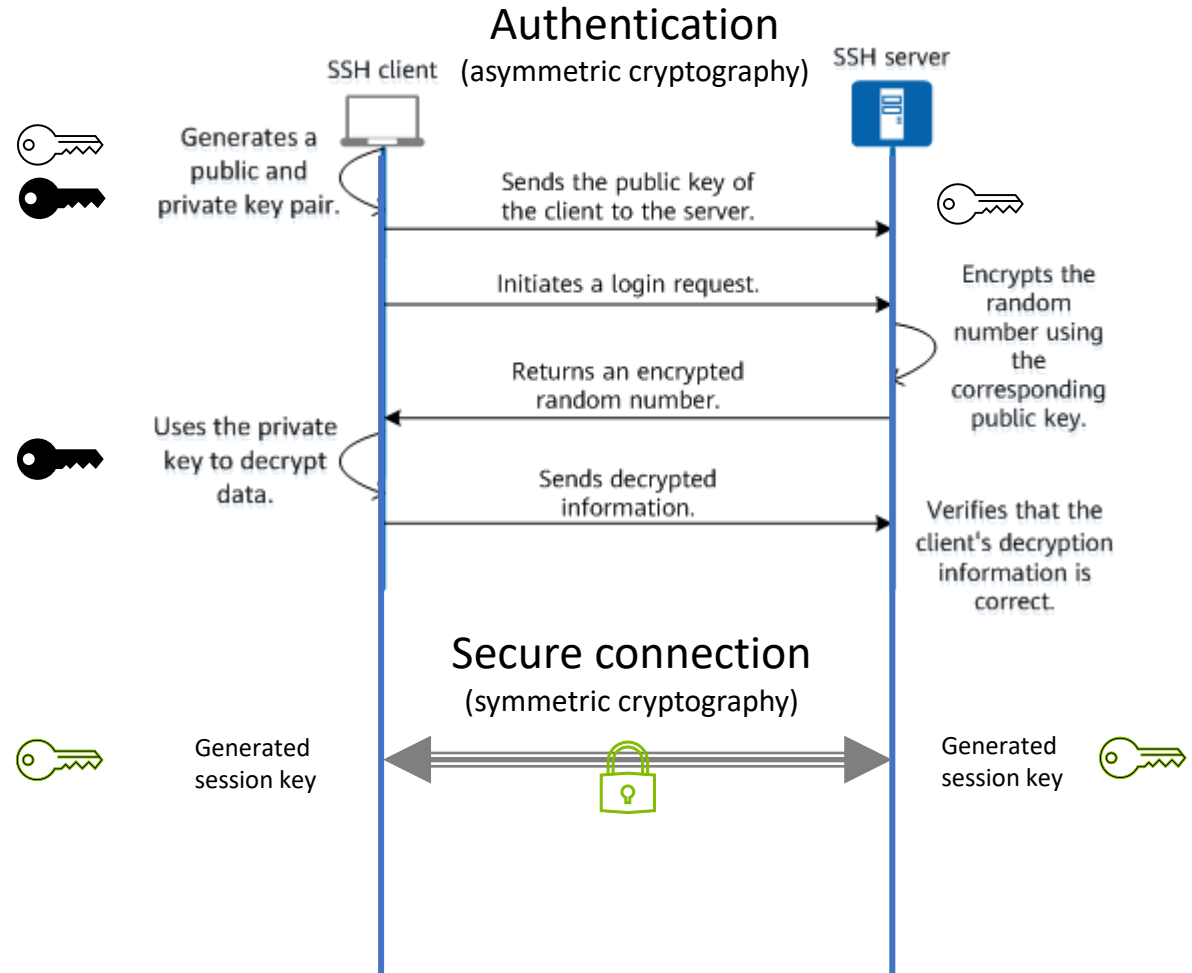 Authentication
(asymmetric cryptography)
SSH client
SSH server
Generates a
public and
private key pair.
Sends the public key of
the client to the server.
Initiates a login request.
Encrypts the
random
number using
the
corresponding
public key.
Returns an encrypted
random number.
Uses the private
key to decrypt
data.
Sends decrypted
information.
Verifies that the
client's decryption
information is
correct.
Secure connection
(symmetric cryptography)
Generated
session key
Generated
session key